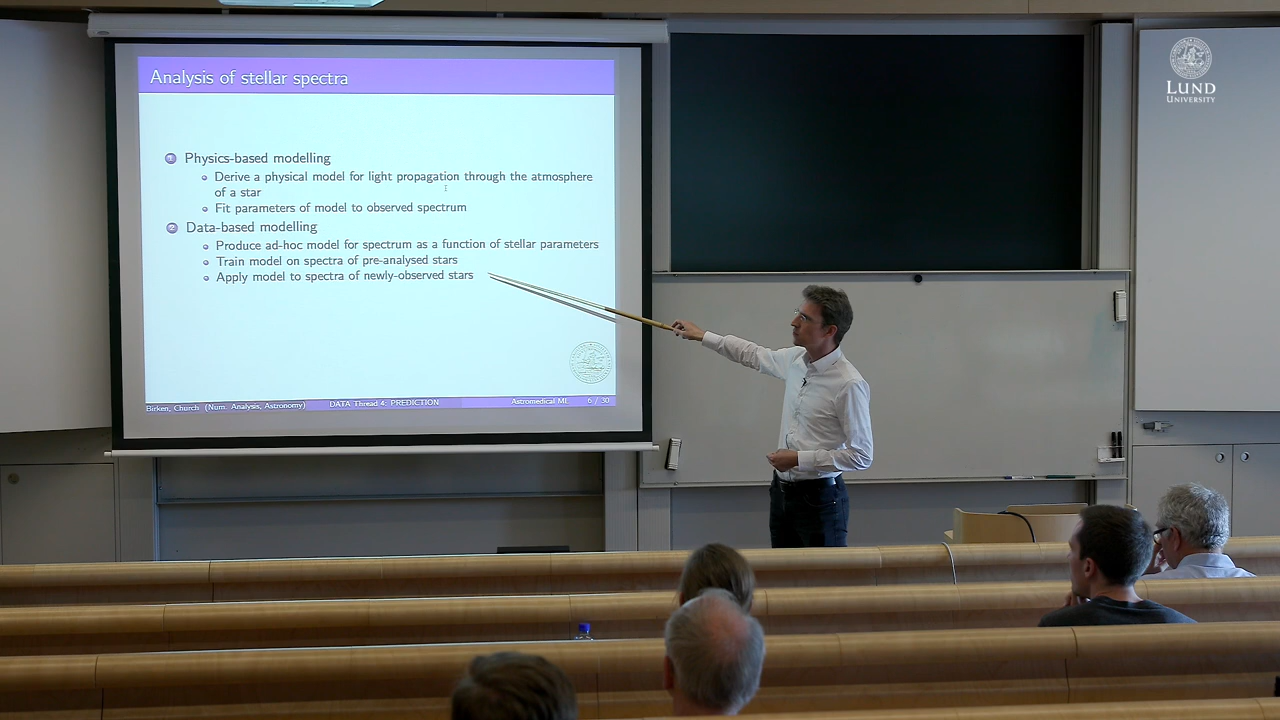 Analysis of stellar spectra
1 Physics-based modelling
Derive a physical model for light propagation through the atmosphere
of a star
Fit parameters of model to observed spectrum
2 Data-based modelling
Produce ad-hoc model for spectrum as a function of stellar parameters
Train model on spectra of pre-analysed stars
Apply model to spectra of newly-observed stars
Birken, Church (Num. Analysis, Astronomy) DATA Thread 4: PREDICTION Astromedical ML 6 / 30
LUND
UNIVERSITY